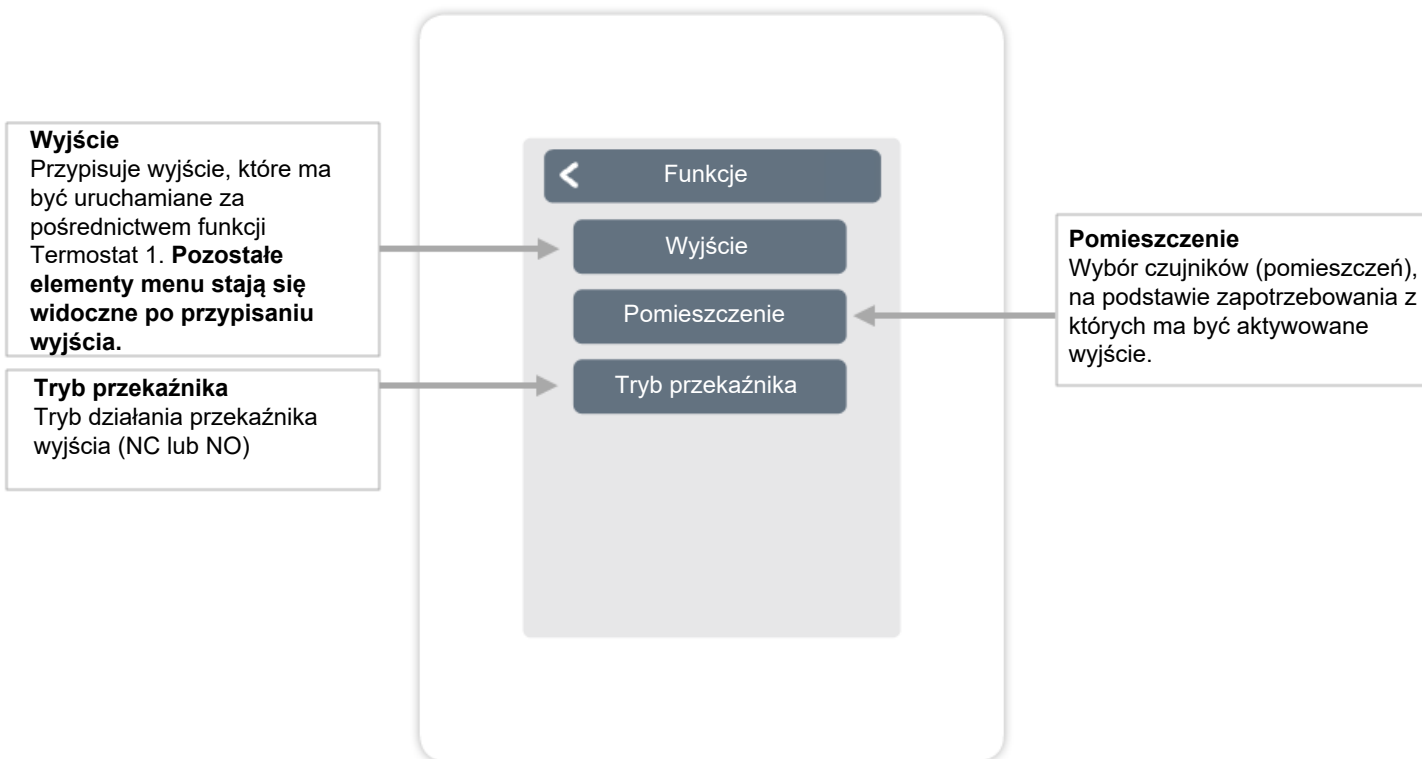 Wyjście
Przypisuje wyjście, które ma
być uruchamiane za
pośrednictwem funkcji
Termostat 1. Pozostałe
elementy menu stają się
widoczne po przypisaniu
wyjścia.
Tryb przekaźnika
Tryb działania przekaźnika
wyjścia (NC lub NO)
Funkcje
Wyjście
Pomieszczenie
Tryb przekaźnika
Pomieszczenie
Wybór czujników (pomieszczeń),
na podstawie zapotrzebowania z
których ma być aktywowane
wyjście.